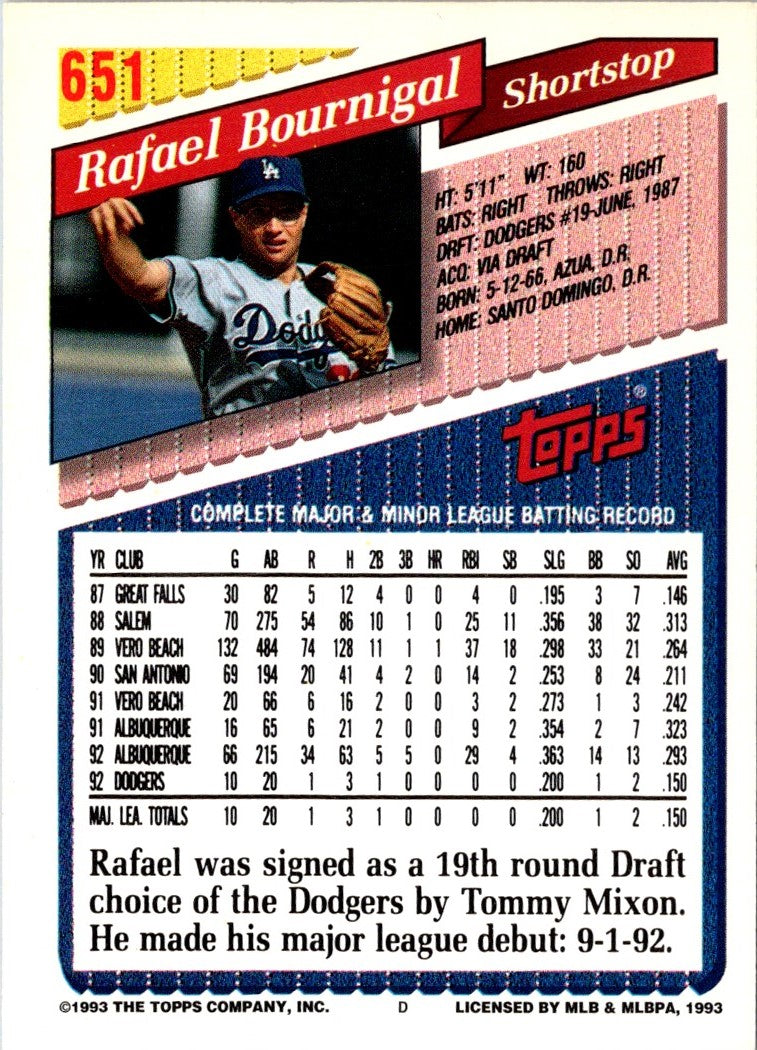 651
Rafael Bournigal
Shortstop
LA
Dodg
HT: 5'11" WT: 160
BATS: RIGHT THROWS: RIGHT
DRFT: DODGERS #19-JUNE, 1987
ACQ: VIA DRAFT
BORN: 5-12-66, AZUA, D.R.
HOME: SANTO DOMINGO, D.R.
TOPPS ®
COMPLETE MAJOR & MINOR LEAGUE BATTING RECORD
YR CLUB G AB R H 2B 3B HR RBI SB SLG BB SO AVG
87 GREAT FALLS 30 82 5 12 4 0 0 4 0 .195 3 7 .146
88 SALEM 70 275 54 86 10 1 0 25 11 .356 38 32 .313
89 VERO BEACH 132 484 74 128 11 1 1 37 18 .298 33 21 .264
90 SAN ANTONIO 69 194 20 41 4 2 0 14 2 .253 8 24 .211
91 VERO BEACH 20 66 6 16 2 0 0 3 2 .273 1 3 .242
91 ALBUQUERQUE 16 65 6 21 2 0 0 9 2 .354 2 7 .323
92 ALBUQUERQUE 66 215 34 63 5 5 0 29 4 .363 14 13 .293
92 DODGERS 10 20 1 3 1 0 0 0 0 .200 1 2 .150
MAJ. LEA. TOTALS 10 20 1 3 1 0 0 0 0 .200 1 2 .150
Rafael was signed as a 19th round Draft
choice of the Dodgers by Tommy Mixon.
He made his major league debut: 9-1-92.
©1993 THE TOPPS COMPANY, INC. D LICENSED BY MLB & MLBPA, 1993